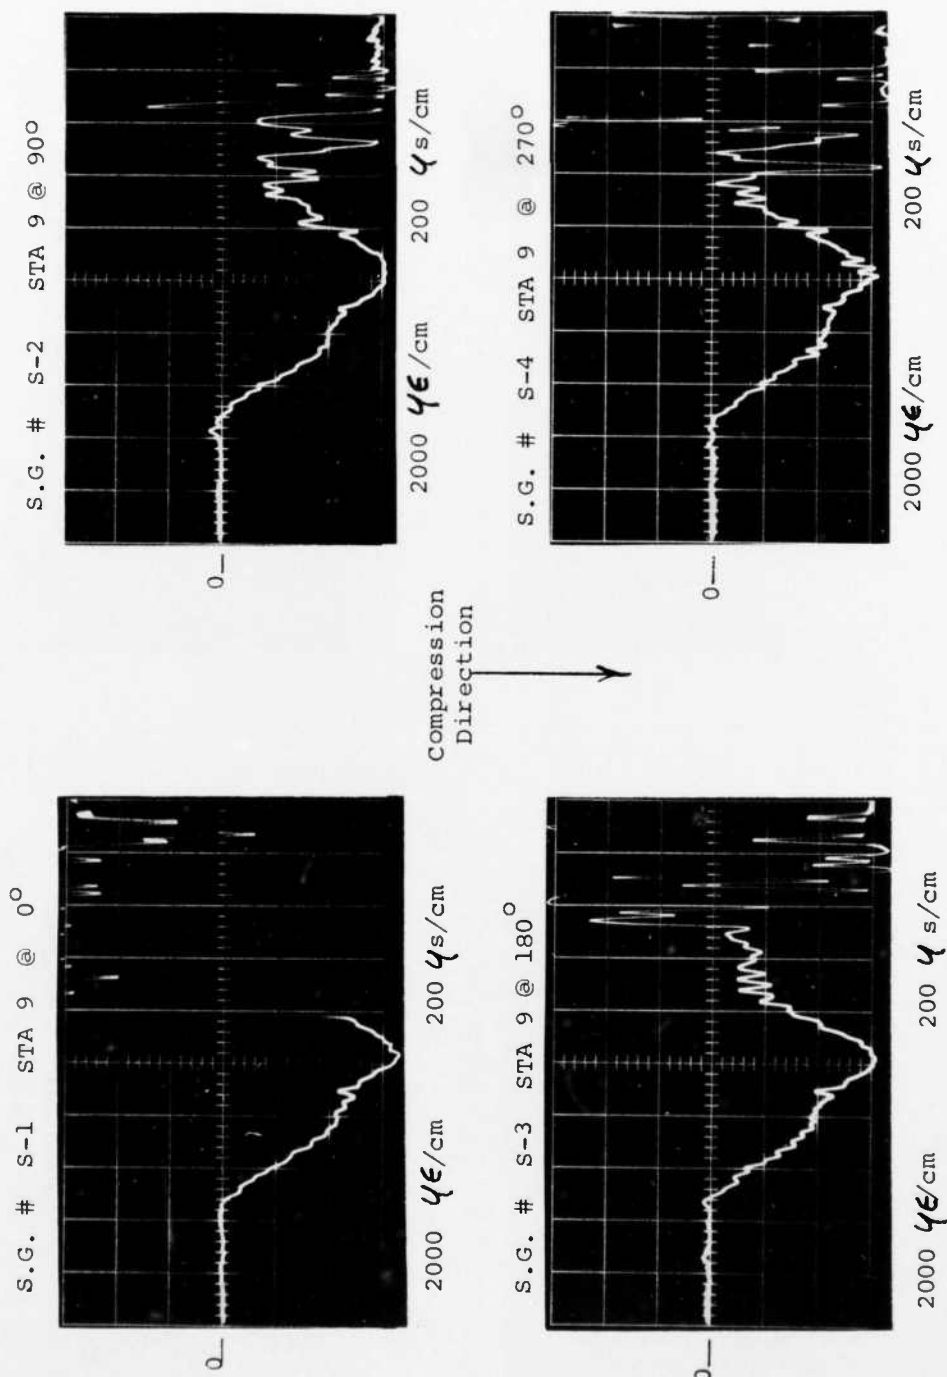 S.G. # S-1 STA 9 @ 0°
0
2000 με/cm 200 μs/cm
S.G. # S-2 STA 9 @ 90°
0
2000 με/cm 200 μs/cm
Compression
Direction
S.G. # S-3 STA 9 @ 180°
0
2000 με/cm 200 μs/cm
S.G. # S-4 STA 9 @ 270°
0
2000 με/cm 200 μs/cm